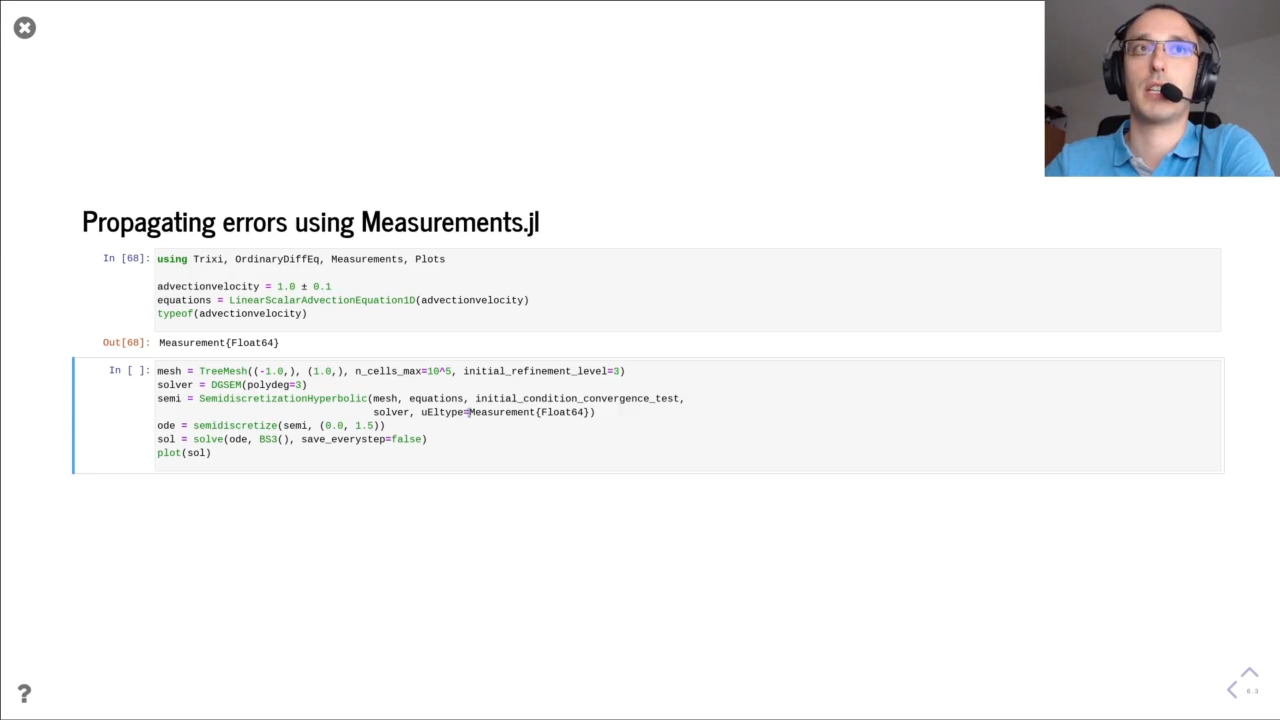 Propagating errors using Measurements.jl
In [68]: using Trixi, OrdinaryDiffEq, Measurements, Plots
advectionvelocity = 1.0 ± 0.1
equations = LinearScalarAdvectionEquation1D(advectionvelocity)
typeof(advectionvelocity)
Out[68]: Measurement{Float64}
In [ ]: mesh = TreeMesh((-1.0,), (1.0,), n_cells_max=10^5, initial_refinement_level=3)
solver = DGSEM(polydeg=3)
semi = SemidiscretizationHyperbolic(mesh, equations, initial_condition_convergence_test,
solver, uEltype=Measurement{Float64})
ode = semidiscretize(semi, (0.0, 1.5))
sol = solve(ode, BS3(), save_everystep=false)
plot(sol)
?
6.3